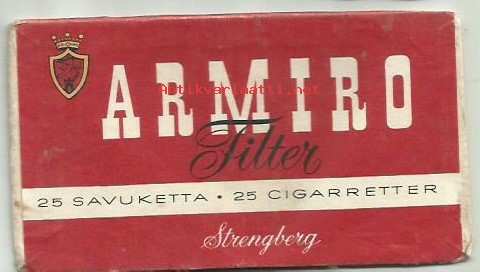 ARMIRO
Antikvariaatti.net
Filter
25 SAVUKETTA • 25 CIGARRETTER
Strengberg